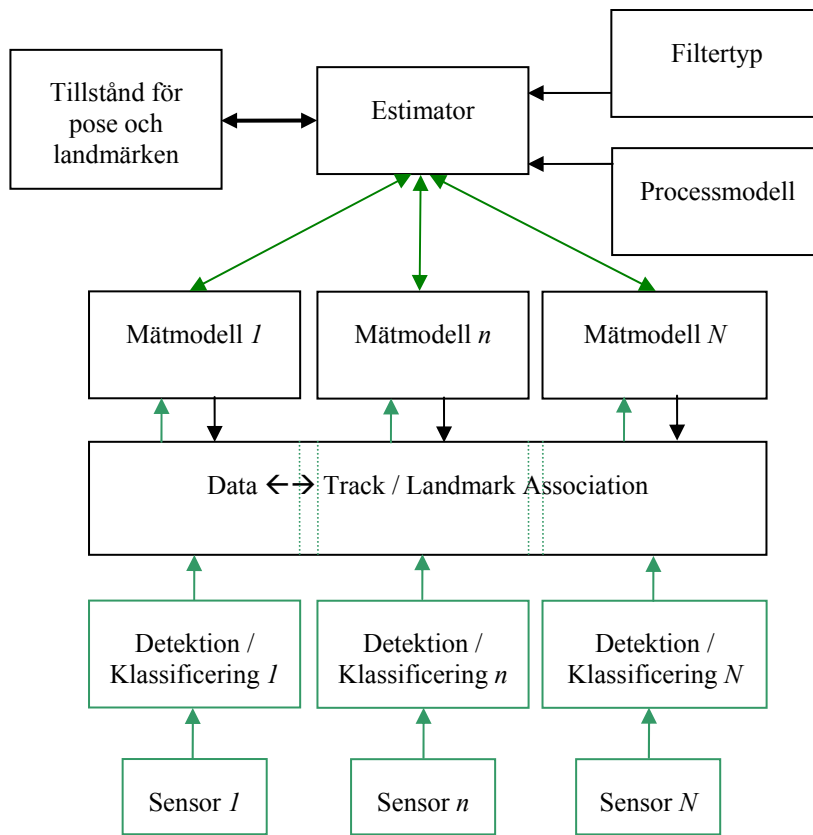 Filtertyp
Tillstånd för
pose och
landmärken
Estimator
Processmodell
Mätmodell 1
Mätmodell n
Mätmodell N
Data ←→ Track / Landmark Association
Detektion /
Klassificering 1
Detektion /
Klassificering n
Detektion /
Klassificering N
Sensor 1
Sensor n
Sensor N